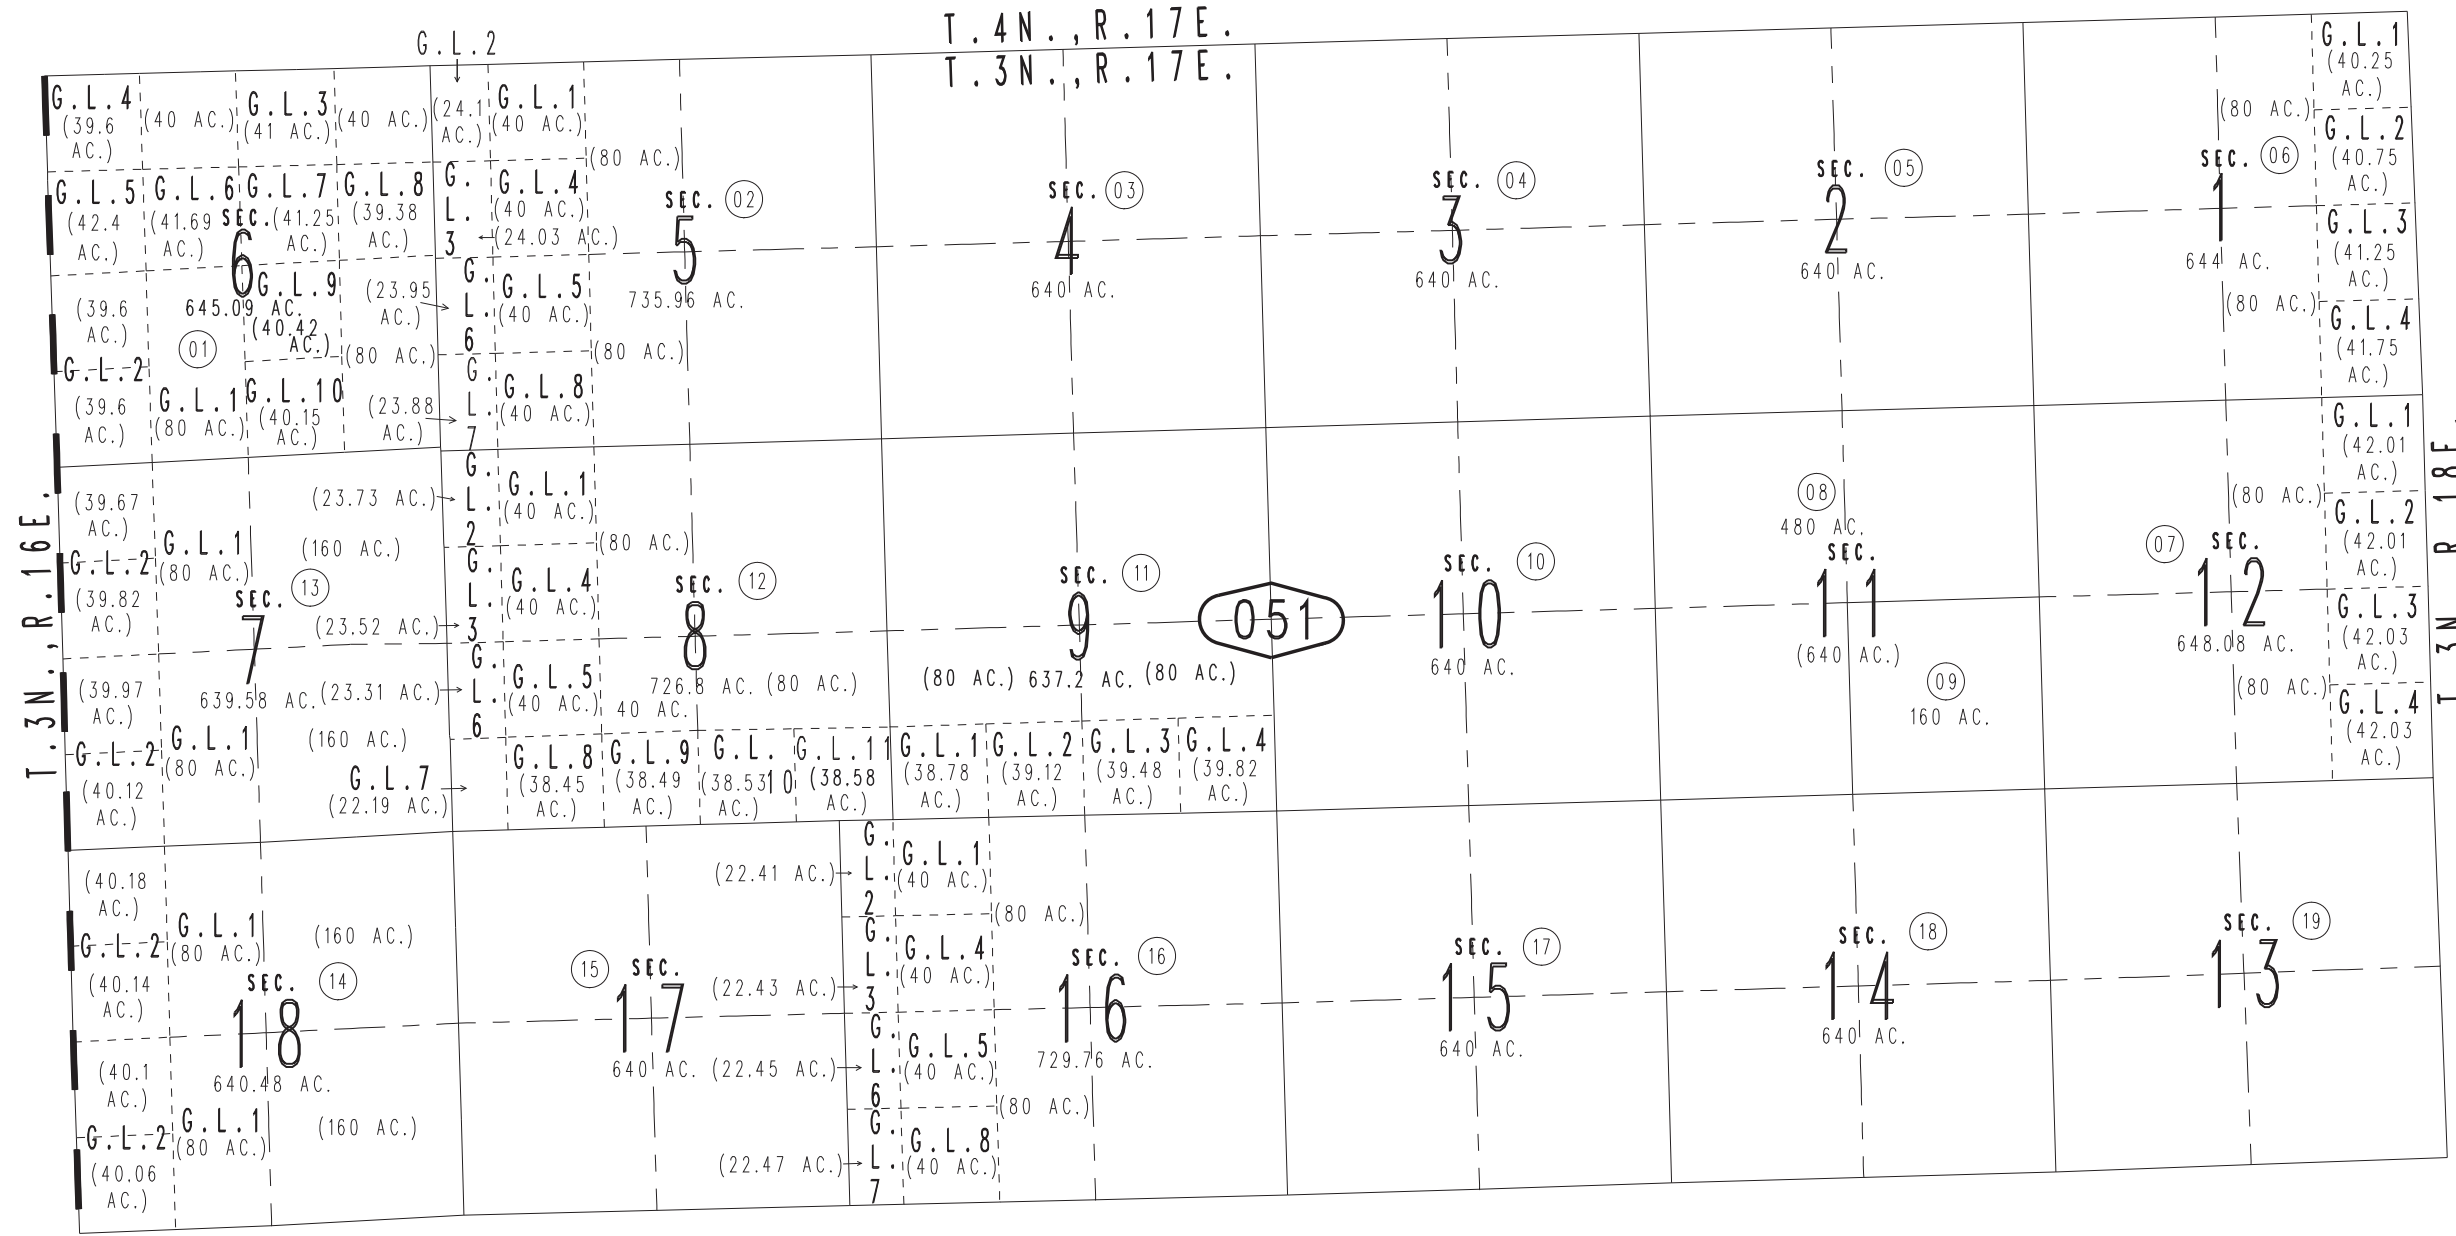 T.4N.,R.17E.
T.3N.,R.17E.
T.3N.,R.16E.
G.L.2
G.L.4
(39.6
AC.)
(40 AC.)
G.L.3
(41 AC.)
(40 AC.)
G.L.5
(42.4
AC.)
G.L.6
(41.69
AC.)
G.L.7
(41.25
AC.)
G.L.8
(39.38
AC.)
SEC.
6
645.09 AC.
01
(39.6
AC.)
G.L.2
(39.6
AC.)
G.L.1
(80 AC.)
G.L.9
(40.42
AC.)
G.L.10
(40.15
AC.)
(80 AC.)
(23.95
AC.)
(23.88
AC.)
(24.1
AC.)
G.L.1
(40 AC.)
(80 AC.)
G.
L.
3
G.L.4
(40 AC.)
(24.03 AC.)
G.
L.
6
G.L.5
(40 AC.)
(80 AC.)
G.
L.
7
G.L.8
(40 AC.)
SEC. 02
5
735.96 AC.
SEC. 03
4
640 AC.
SEC. 04
3
640 AC.
SEC. 05
2
640 AC.
SEC. 06
1
644 AC.
(80 AC.)
(80 AC.)
G.L.1
(40.25
AC.)
G.L.2
(40.75
AC.)
G.L.3
(41.25
AC.)
G.L.4
(41.75
AC.)
(39.67
AC.)
G.L.2
(39.82
AC.)
G.L.1
(80 AC.)
(160 AC.)
(23.73 AC.)
SEC. 13
7
639.58 AC.
(23.52 AC.)
(23.31 AC.)
(39.97
AC.)
G.L.2
(40.12
AC.)
G.L.1
(80 AC.)
(160 AC.)
G.L.7
(22.19 AC.)
G.
L.
2
G.L.1
(40 AC.)
(80 AC.)
G.
L.
3
G.L.4
(40 AC.)
G.
L.
6
G.L.5
(40 AC.)
SEC. 12
8
726.8 AC.
(80 AC.)
40 AC.
G.L.8
(38.45
AC.)
G.L.9
(38.49
AC.)
G.L.
10
(38.53
AC.)
G.L.11
(38.58
AC.)
SEC. 11
9
(80 AC.)
637.2 AC.
(80 AC.)
G.L.1
(38.78
AC.)
G.L.2
(39.12
AC.)
G.L.3
(39.48
AC.)
G.L.4
(39.82
AC.)
051
SEC. 10
10
640 AC.
08
480 AC.
SEC.
11
(640 AC.)
09
160 AC.
07
SEC.
12
648.08 AC.
(80 AC.)
(80 AC.)
G.L.1
(42.01
AC.)
G.L.2
(42.01
AC.)
G.L.3
(42.03
AC.)
G.L.4
(42.03
AC.)
(40.18
AC.)
G.L.2
(40.14
AC.)
G.L.1
(80 AC.)
(160 AC.)
SEC. 14
18
640.48 AC.
(40.1
AC.)
G.L.2
(40.06
AC.)
G.L.1
(80 AC.)
(160 AC.)
15
SEC.
17
640 AC.
(22.41 AC.)
(22.43 AC.)
(22.45 AC.)
(22.47 AC.)
G.
L.
2
G.L.1
(40 AC.)
(80 AC.)
G.
L.
3
G.L.4
(40 AC.)
G.
L.
6
G.L.5
(40 AC.)
(80 AC.)
G.
L.
7
G.L.8
(40 AC.)
SEC. 16
16
729.76 AC.
SEC. 17
15
640 AC.
SEC. 18
14
640 AC.
SEC. 19
13